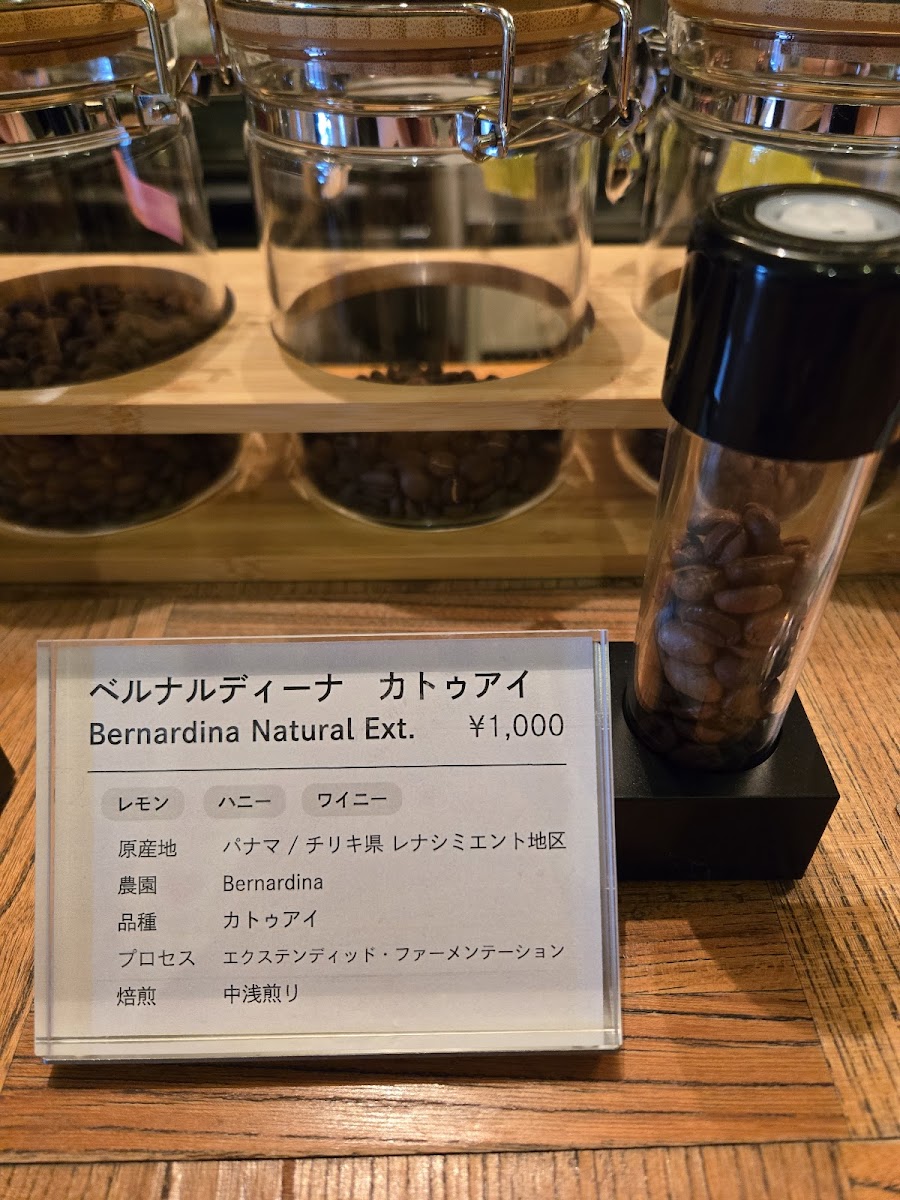 ベルナルディーナ　カトゥアイ
Bernardina Natural Ext. ¥1,000
レモン ハニー ワイニー
原産地 パナマ / チリキ県 レナシミエント地区
農園 Bernardina
品種 カトゥアイ
プロセス エクステンディッド・ファーメンテーション
焙煎 中浅煎り